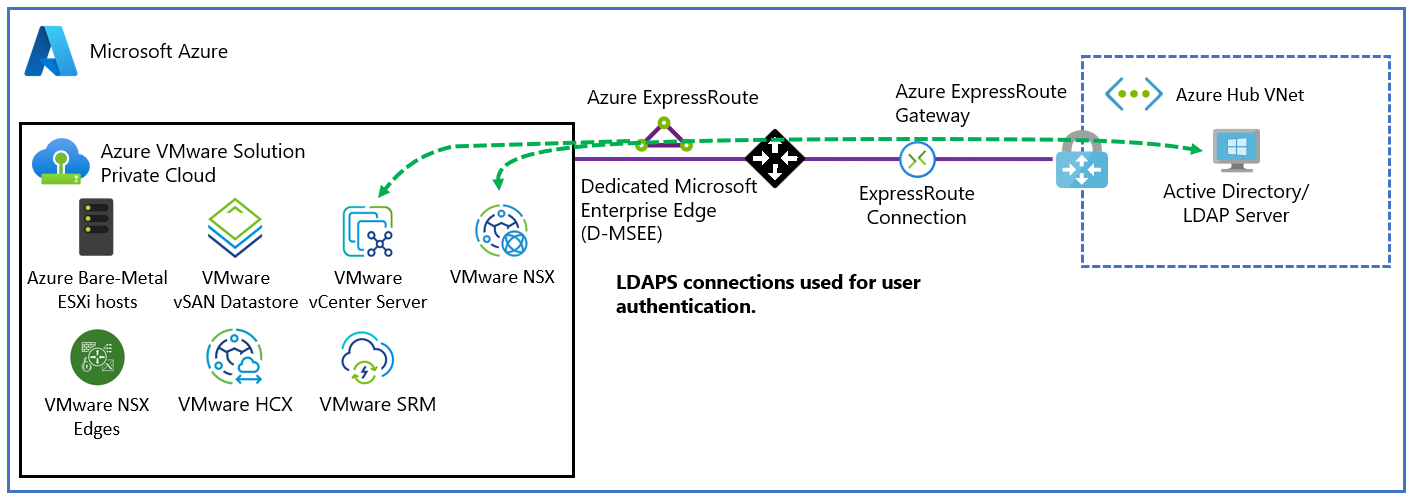 Microsoft Azure
Azure VMware Solution
Private Cloud
Azure Bare-Metal
ESXi hosts
VMware
vSAN Datastore
VMware
vCenter Server
VMware NSX
VMware NSX
Edges
VMware HCX
VMware SRM
Azure ExpressRoute
Dedicated Microsoft
Enterprise Edge
(D-MSEE)
Azure ExpressRoute
Gateway
ExpressRoute
Connection
LDAPS connections used for user
authentication.
Azure Hub VNet
Active Directory/
LDAP Server